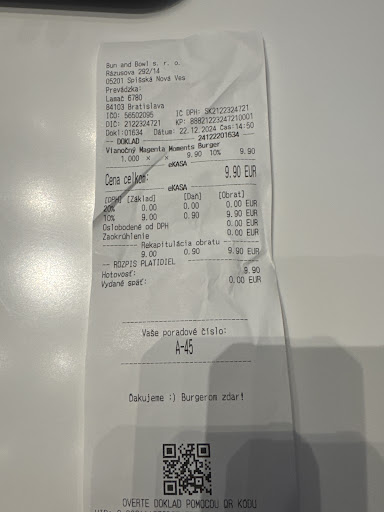 Bun and Bowl s. r. o.
Rázusova 292/14
05201 Spišská Nová Ves
Prevádzka:
Lamač 6780
84103 Bratislava
IČO: 56502095 IČ DPH: SK2122324721
DIČ: 2122324721 KP: 88821223247210001
Dokl:01634 Dátum: 22.12.2024 Čas:14:50
-- DOKLAD -------- 24122201634 --
Vianočný Magenta Moments Burger
1.000 x 9.90 10% 9.90
eKASA
Cena celkom: 9.90 EUR
eKASA
[DPH] [Základ] [Daň] [Obrat]
20% 0.00 0.00 0.00 EUR
10% 9.00 0.90 9.90 EUR
Oslobodené od DPH 0.00 EUR
Zaokrúhlenie 0.00 EUR
Rekapitulácia obratu
9.00 0.90 9.90 EUR
-- ROZPIS PLATIDIEL
Hotovosť: 9.90
Vydané späť: 0.00 EUR
Vaše poradové číslo:
A-45
Ďakujeme :) Burgerom zdar!
OVERTE DOKLAD POMOCOU QR KÓDU